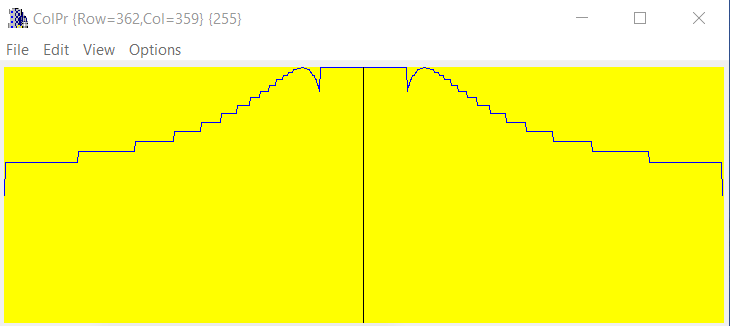 ColPr {Row=362,Col=359} {255}
File Edit View Options